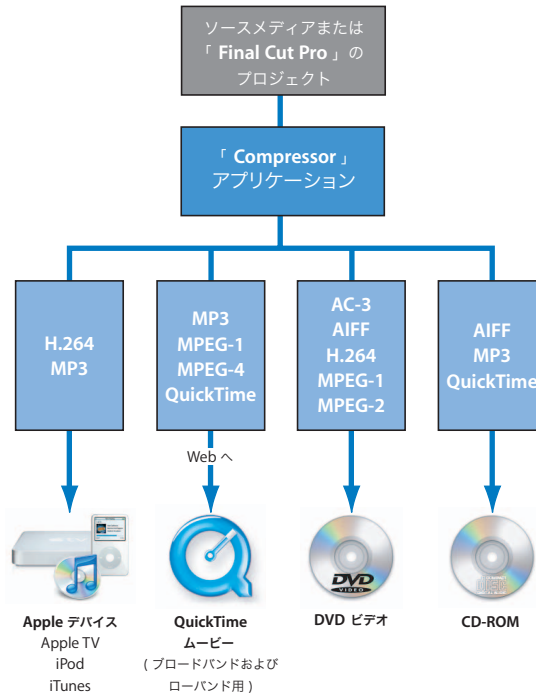 ソースメディアまたは
「 Final Cut Pro 」の
プロジェクト
「 Compressor 」
アプリケーション
H.264
MP3
MP3
MPEG-1
MPEG-4
QuickTime
AC-3
AIFF
H.264
MPEG-1
MPEG-2
AIFF
MP3
QuickTime
Web へ
DVD
VIDEO
Apple デバイス
Apple TV
iPod
iTunes
QuickTime
ムービー
( ブロードバンドおよび
ローバンド用 )
DVD ビデオ
CD-ROM